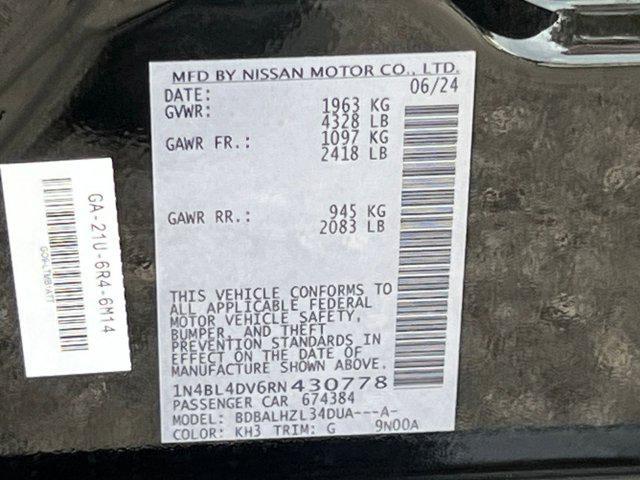 MFD BY NISSAN MOTOR CO., LTD.
DATE: 06/24
GVWR: 1963 KG
4328 LB
GAWR FR.: 1097 KG
2418 LB
GAWR RR.: 945 KG
2083 LB
THIS VEHICLE CONFORMS TO
ALL APPLICABLE FEDERAL
MOTOR VEHICLE SAFETY,
BUMPER, AND THEFT
PREVENTION STANDARDS IN
EFFECT ON THE DATE OF
MANUFACTURE SHOWN ABOVE.
1N4BL4DV6RN430778
PASSENGER CAR 674384
MODEL: BDBALHZL34DUA---A-
COLOR: KH3 TRIM: G 9N00A
GA-21U-6R4-6M14